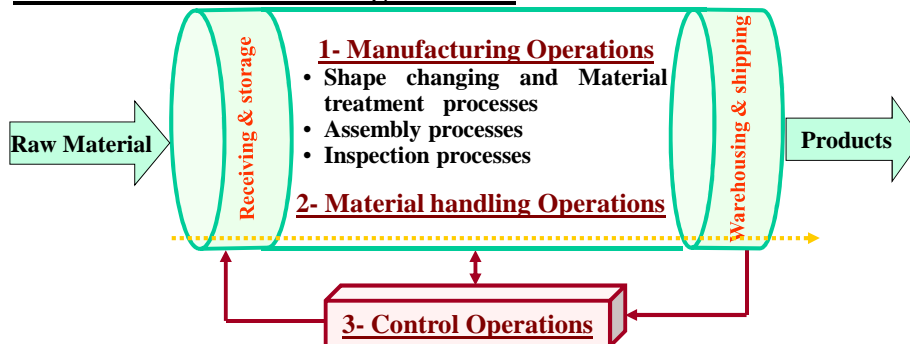 Raw Material
Receiving & storage
1- Manufacturing Operations
• Shape changing and Material
treatment processes
• Assembly processes
• Inspection processes
2- Material handling Operations
Warehousing & shipping
Products
3- Control Operations